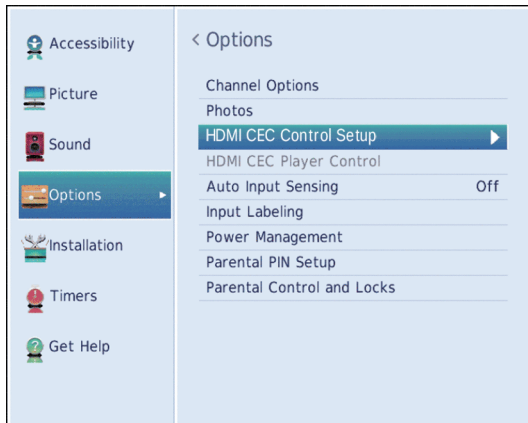 Accessibility
Picture
Sound
Options
Installation
Timers
Get Help
< Options
Channel Options
Photos
HDMI CEC Control Setup
HDMI CEC Player Control
Auto Input Sensing Off
Input Labeling
Power Management
Parental PIN Setup
Parental Control and Locks